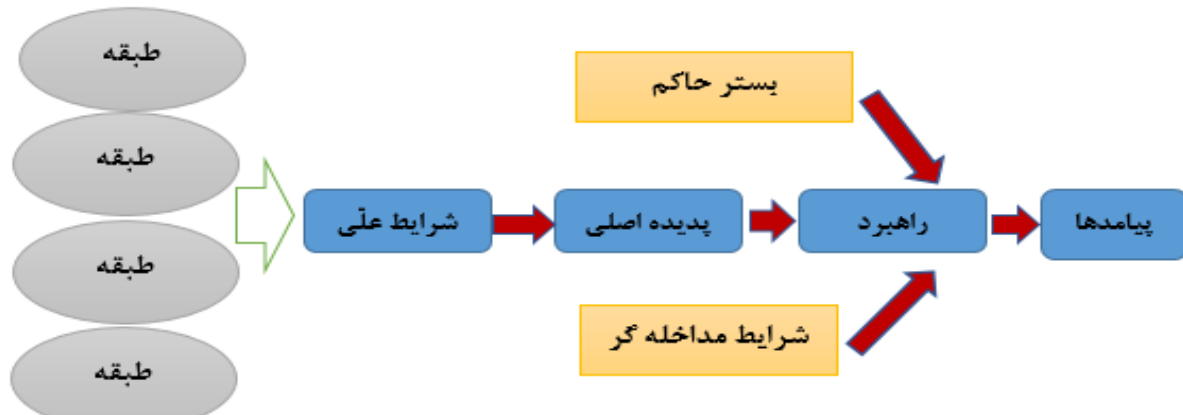 طبقه
طبقه
طبقه
طبقه
بستر حاکم
شرایط علّی
پدیده اصلی
راهبرد
پیامدها
شرایط مداخله گر